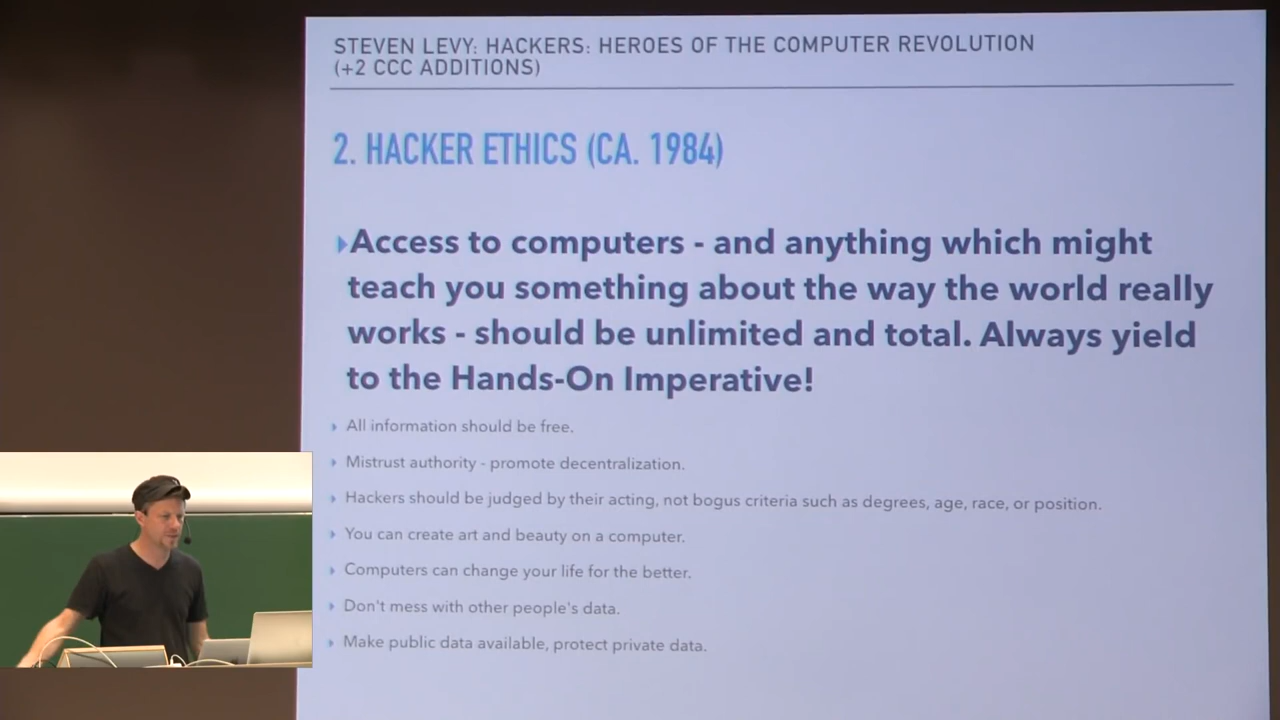 STEVEN LEVY: HACKERS: HEROES OF THE COMPUTER REVOLUTION
(+2 CCC ADDITIONS)
2. HACKER ETHICS (CA. 1984)
Access to computers - and anything which might
teach you something about the way the world really
works - should be unlimited and total. Always yield
to the Hands-On Imperative!
All information should be free.
Mistrust authority - promote decentralization.
Hackers should be judged by their acting, not bogus criteria such as degrees, age, race, or position.
You can create art and beauty on a computer.
Computers can change your life for the better.
Don't mess with other people's data.
Make public data available, protect private data.